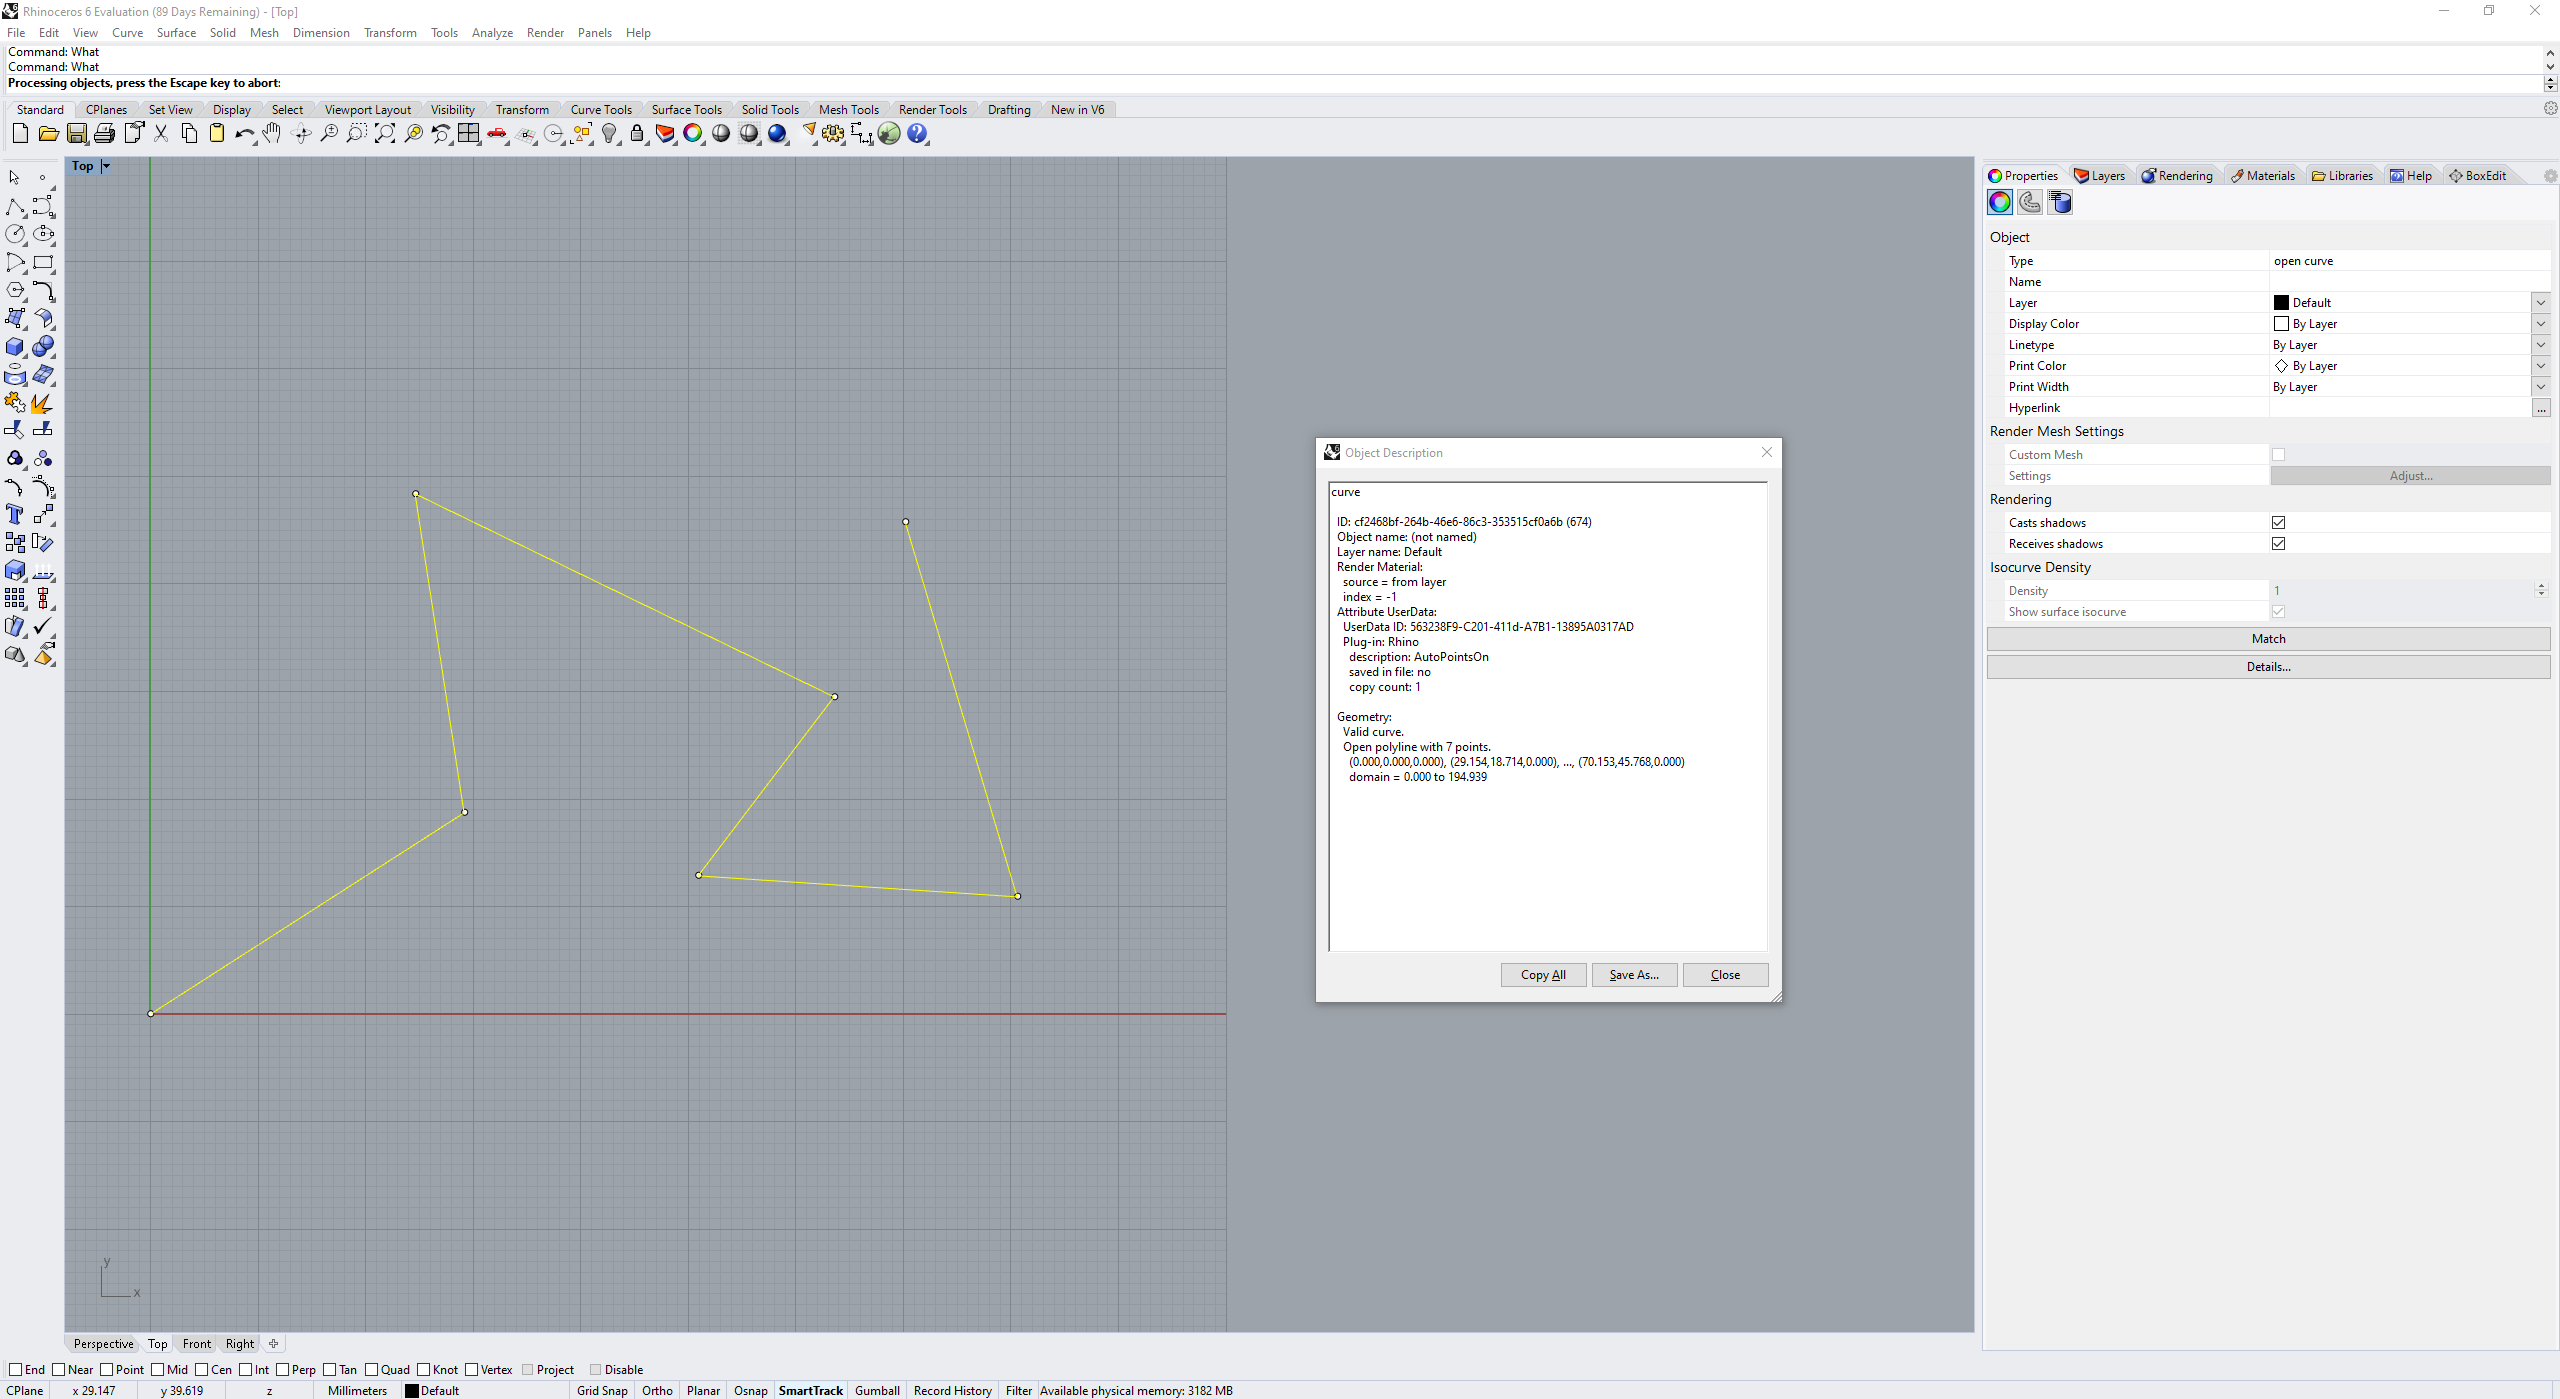 Rhinoceros 6 Evaluation (89 Days Remaining) - [Top]
File Edit View Curve Surface Solid Mesh Dimension Transform Tools Analyze Render Panels Help
Command: What
Command: What
Processing objects, press the Escape key to abort:
Standard CPlanes Set View Display Select Viewport Layout Visibility Transform Curve Tools Surface Tools Solid Tools Mesh Tools Render Tools Drafting New in V6
Top
Properties Layers Rendering Materials Libraries Help BoxEdit
Object
Type open curve
Name
Layer Default
Display Color By Layer
Linetype By Layer
Print Color By Layer
Print Width By Layer
Hyperlink ...
Render Mesh Settings
Custom Mesh
Settings Adjust...
Rendering
Casts shadows
Receives shadows
Isocurve Density
Density 1
Show surface isocurve
Match
Details...
Object Description
curve
ID: cf2468bf-264b-46e6-86c3-353515cf0a6b (674)
Object name: (not named)
Layer name: Default
Render Material:
source = from layer
index = -1
Attribute UserData:
UserData ID: 563238F9-C201-411d-A7B1-13895A0317AD
Plug-in: Rhino
description: AutoPointsOn
saved in file: no
copy count: 1
Geometry:
Valid curve.
Open polyline with 7 points.
(0.000,0.000,0.000), (29.154,18.714,0.000), ..., (70.153,45.768,0.000)
domain = 0.000 to 194.939
Copy All Save As... Close
y
x
Perspective Top Front Right
End Near Point Mid Cen Int Perp Tan Quad Knot Vertex Project Disable
CPlane x 29.147 y 39.619 z Millimeters Default Grid Snap Ortho Planar Osnap SmartTrack Gumball Record History Filter Available physical memory: 3182 MB